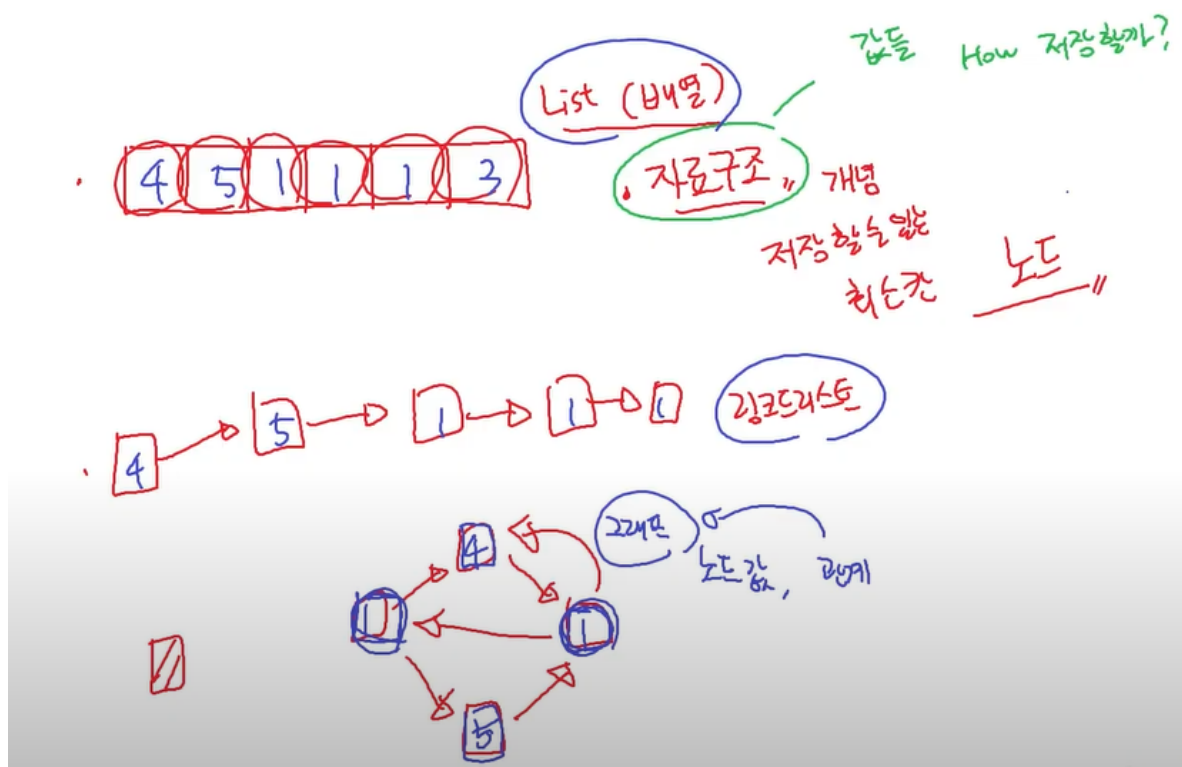 값들 How 저장할까?
List (배열)
4 5 1 1 1 3
자료구조 개념
저장할수있는
최소칸 노드
4 5 1 1 1
링크드리스트
그래프
노드값, 관계
4
1 1
5